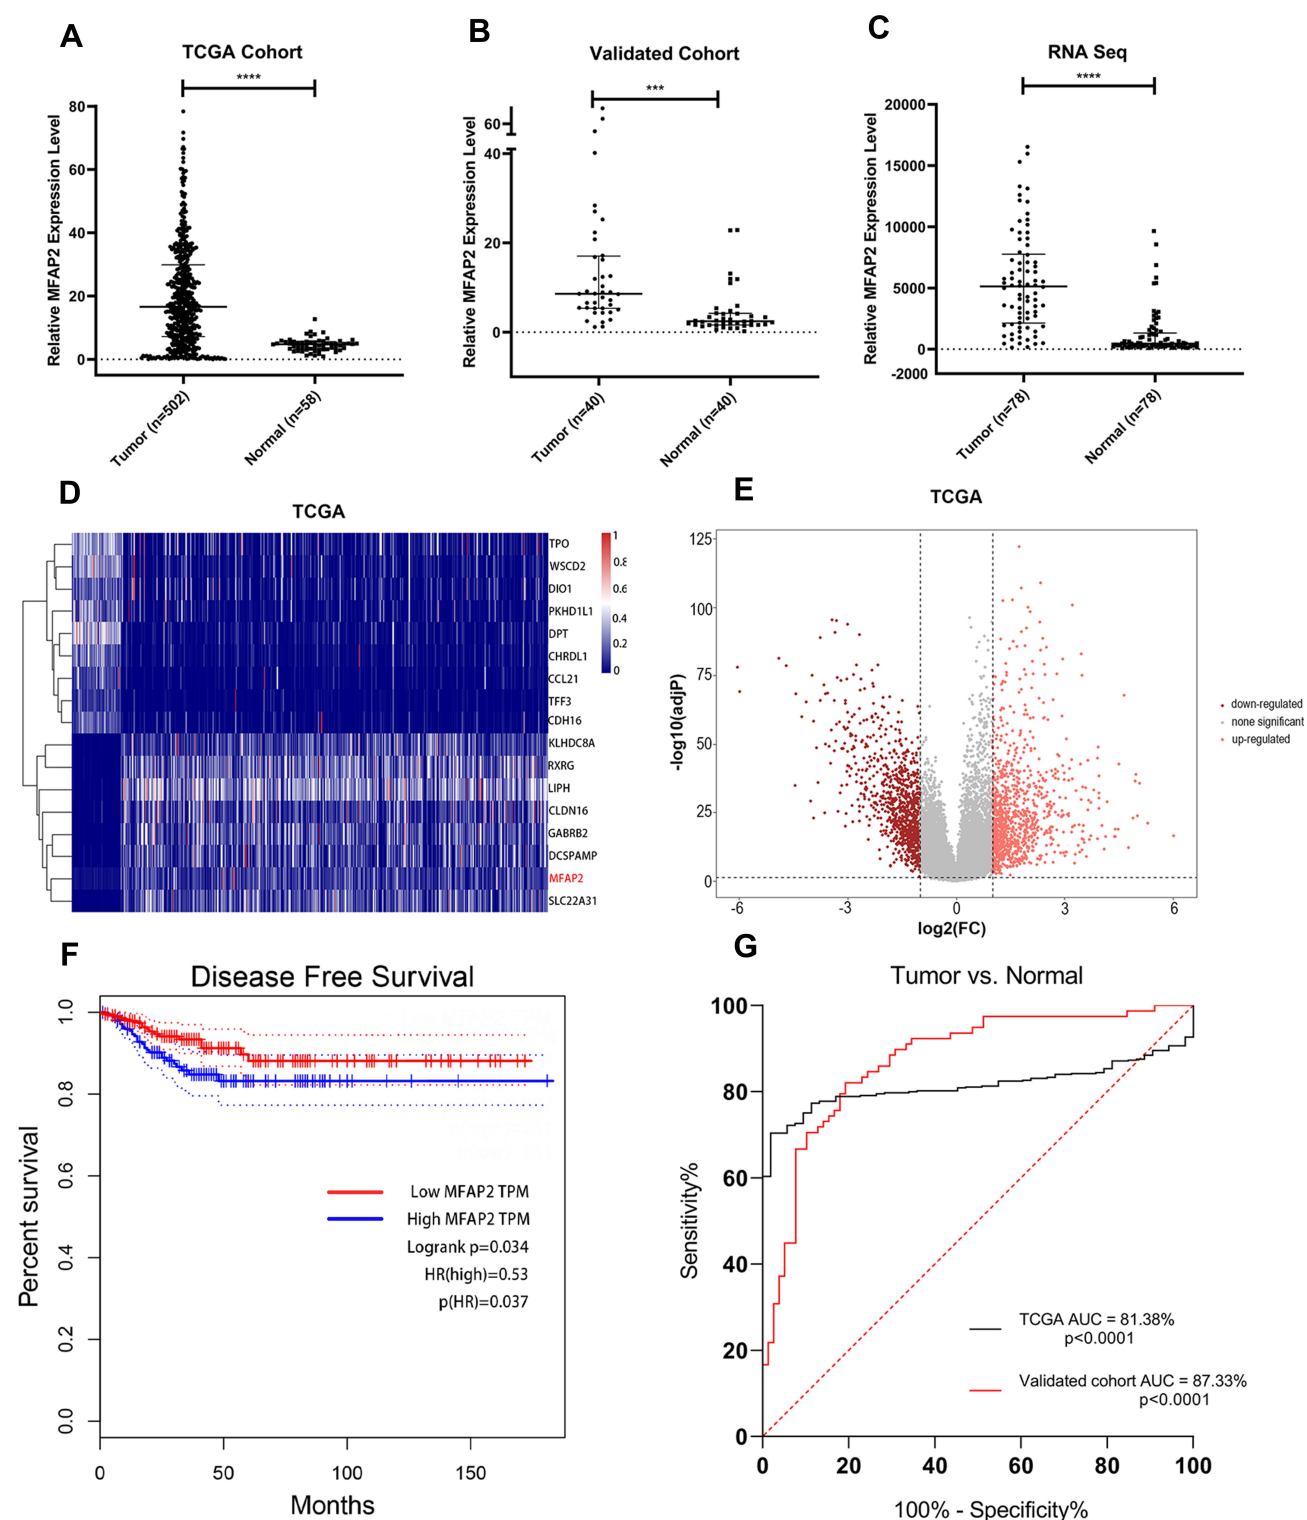 A
TCGA Cohort
****
Relative MFAP2 Expression Level
80
60
40
20
0
Tumor (n=502)
Normal (n=58)
B
Validated Cohort
***
Relative MFAP2 Expression Level
60
40
20
0
Tumor (n=40)
Normal (n=40)
C
RNA Seq
****
Relative MFAP2 Expression Level
20000
15000
10000
5000
0
-2000
Tumor (n=78)
Normal (n=78)
D
TCGA
TPO
WSCD2
DIO1
PKHD1L1
DPT
CHRDL1
CCL21
TFF3
CDH16
KLHDC8A
RXRG
LIPH
CLDN16
GABRB2
DCSPAMP
MFAP2
SLC22A31
1
0.8
0.6
0.4
0.2
0
E
TCGA
-log10(adjP)
125
100
75
50
25
0
-6
-3
0
3
6
log2(FC)
down-regulated
none significant
up-regulated
F
Disease Free Survival
Percent survival
1.0
0.8
0.6
0.4
0.2
0.0
Low MFAP2 TPM
High MFAP2 TPM
Logrank p=0.034
HR(high)=0.53
p(HR)=0.037
0
50
100
150
Months
G
Tumor vs. Normal
Sensitivity%
100
80
60
40
20
0
TCGA AUC = 81.38%
p<0.0001
Validated cohort AUC = 87.33%
p<0.0001
0
20
40
60
80
100
100% - Specificity%